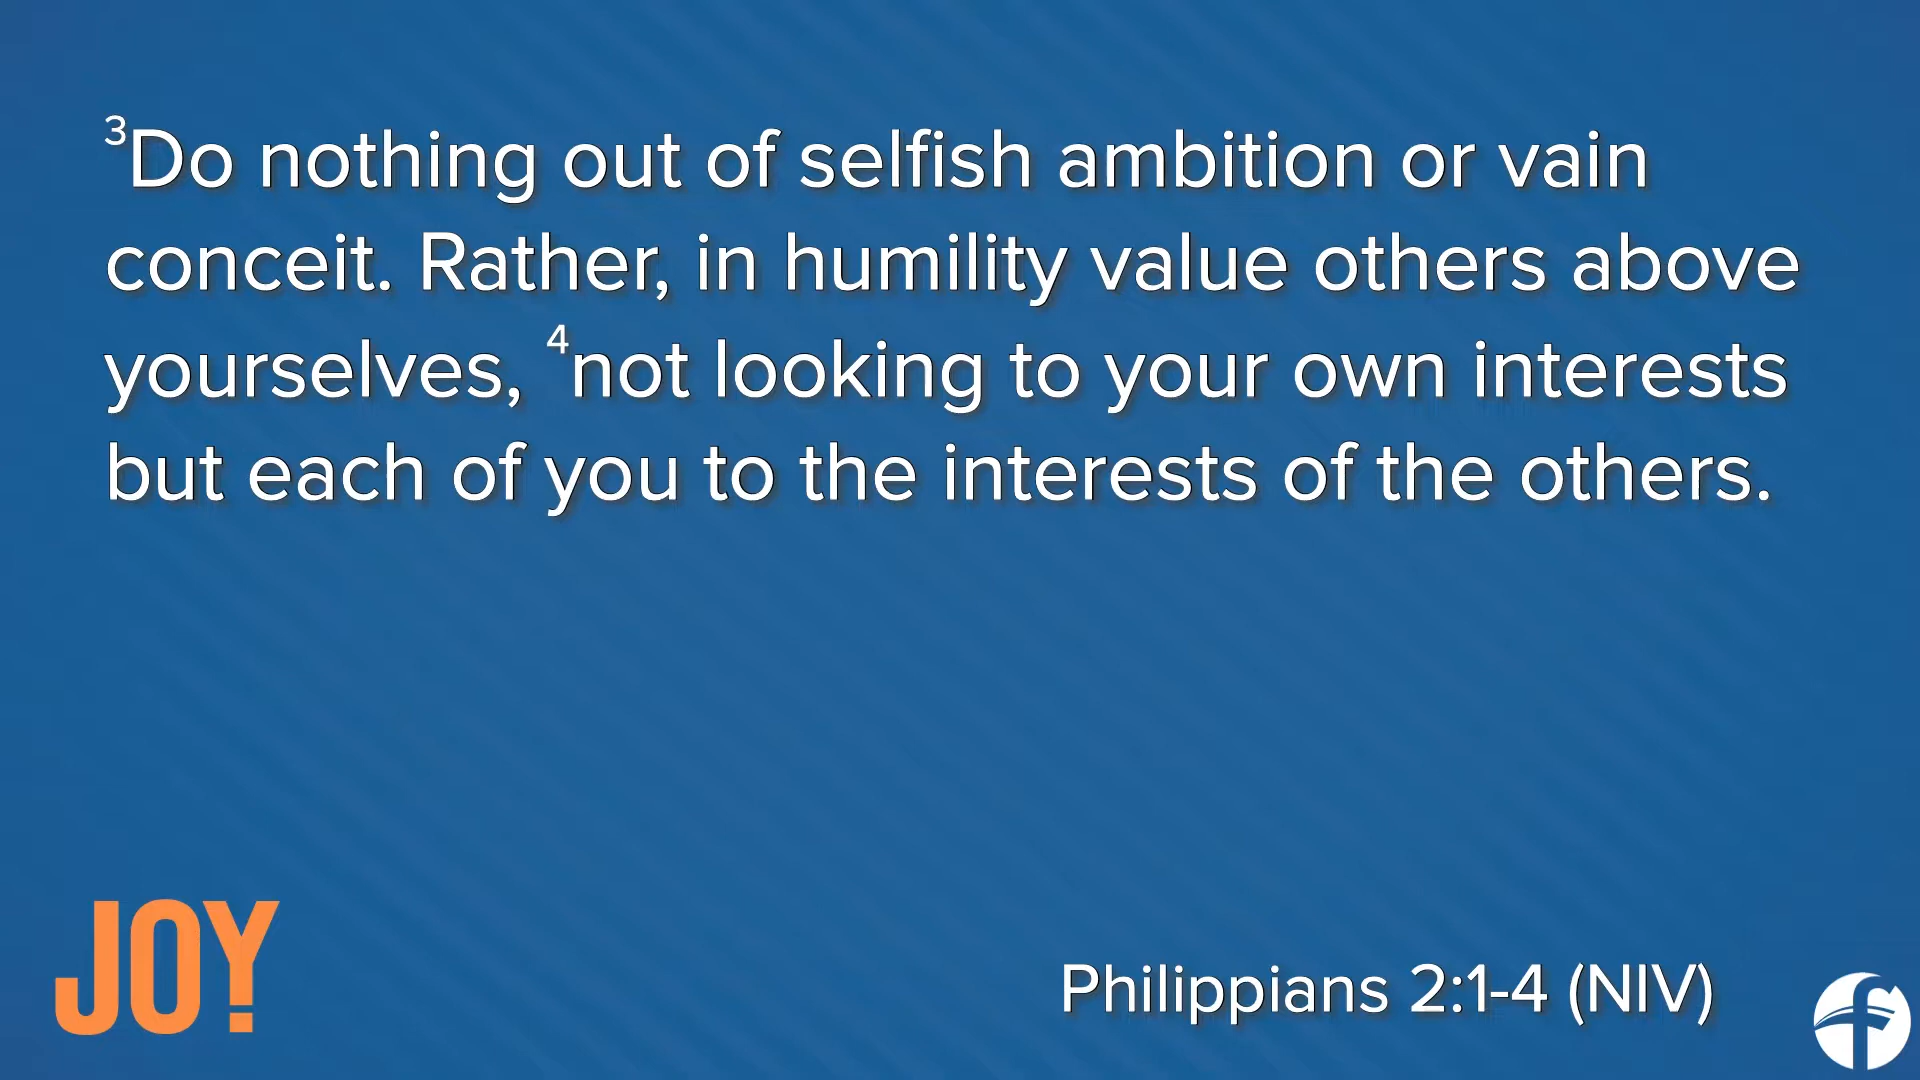 ³Do nothing out of selfish ambition or vain
conceit. Rather, in humility value others above
yourselves, ⁴not looking to your own interests
but each of you to the interests of the others.
JOY!
Philippians 2:1-4 (NIV)
f